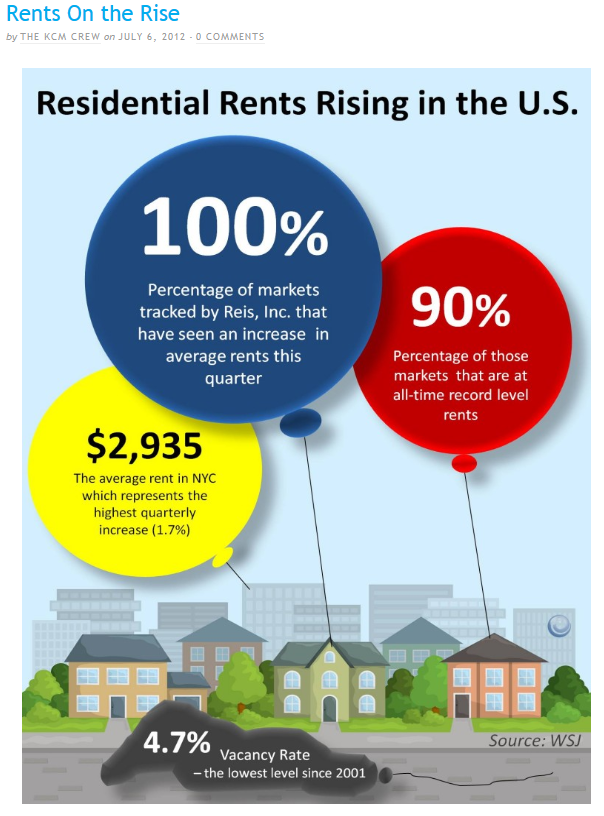 Rents On the Rise
by THE KCM CREW on JULY 6, 2012 · 0 COMMENTS
Residential Rents Rising in the U.S.
100%
Percentage of markets
tracked by Reis, Inc. that
have seen an increase in
average rents this
quarter
90%
Percentage of those
markets that are at
all-time record level
rents
$2,935
The average rent in NYC
which represents the
highest quarterly
increase (1.7%)
4.7% Vacancy Rate
– the lowest level since 2001
Source: WSJ